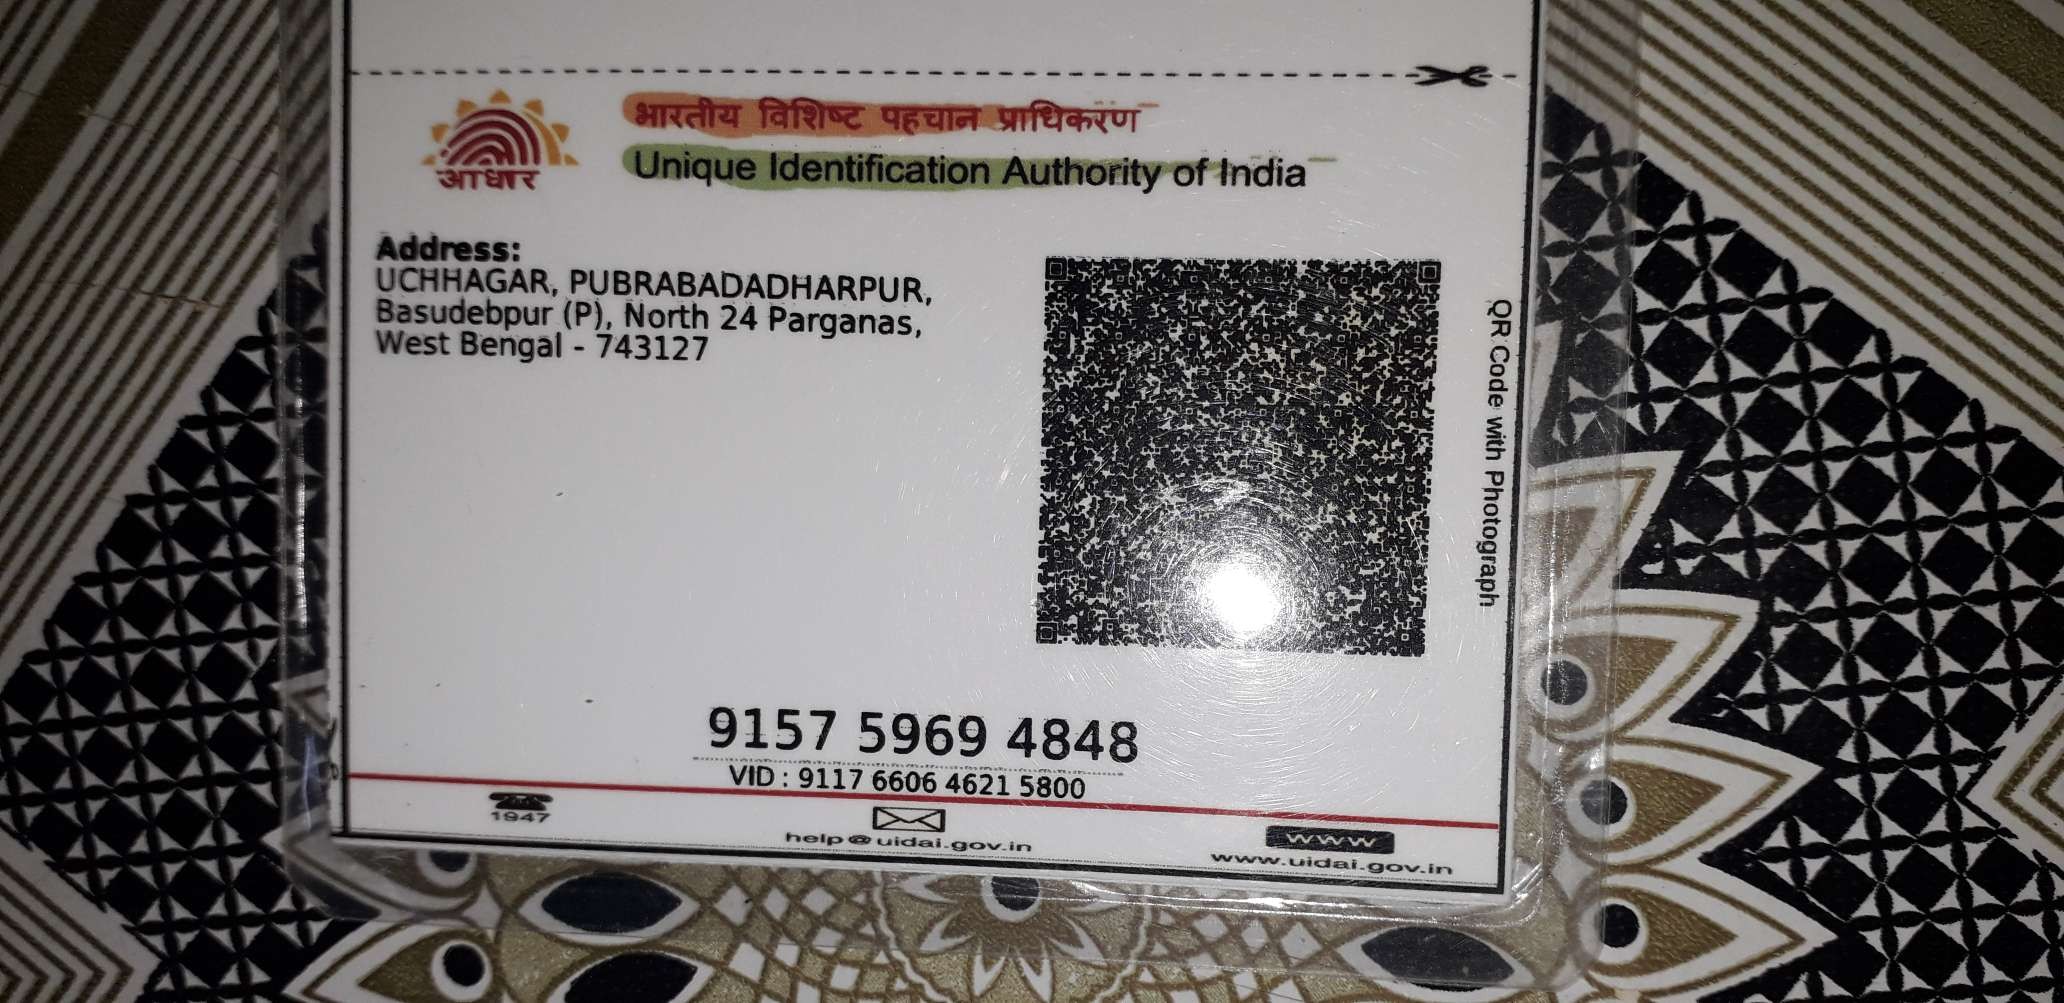 भारतीय विशिष्ट पहचान प्राधिकरण
Unique Identification Authority of India
आधार
Address:
UCHHAGAR, PUBRABADADHARPUR,
Basudebpur (P), North 24 Parganas,
West Bengal - 743127
QR Code with Photograph
9157 5969 4848
VID : 9117 6606 4621 5800
1947
help@uidai.gov.in
www
www.uidai.gov.in